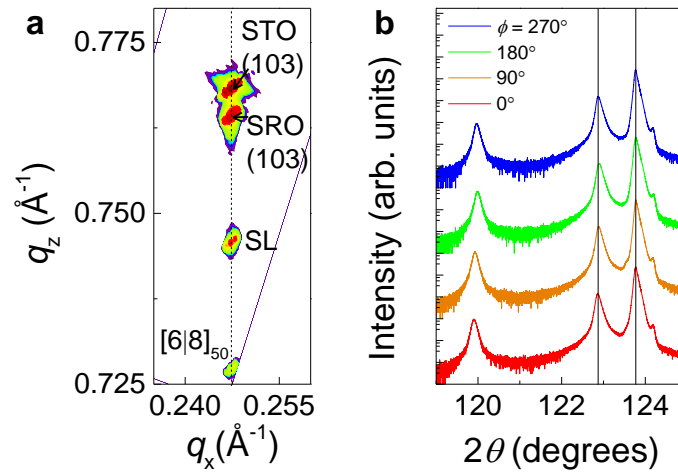 a
0.775
0.750
0.725
q_z (Å⁻¹)
STO
(103)
SRO
(103)
SL
[6|8]₅₀
0.240 0.255
q_x(Å⁻¹)
b
ϕ = 270°
180°
90°
0°
Intensity (arb. units)
120 122 124
2θ (degrees)